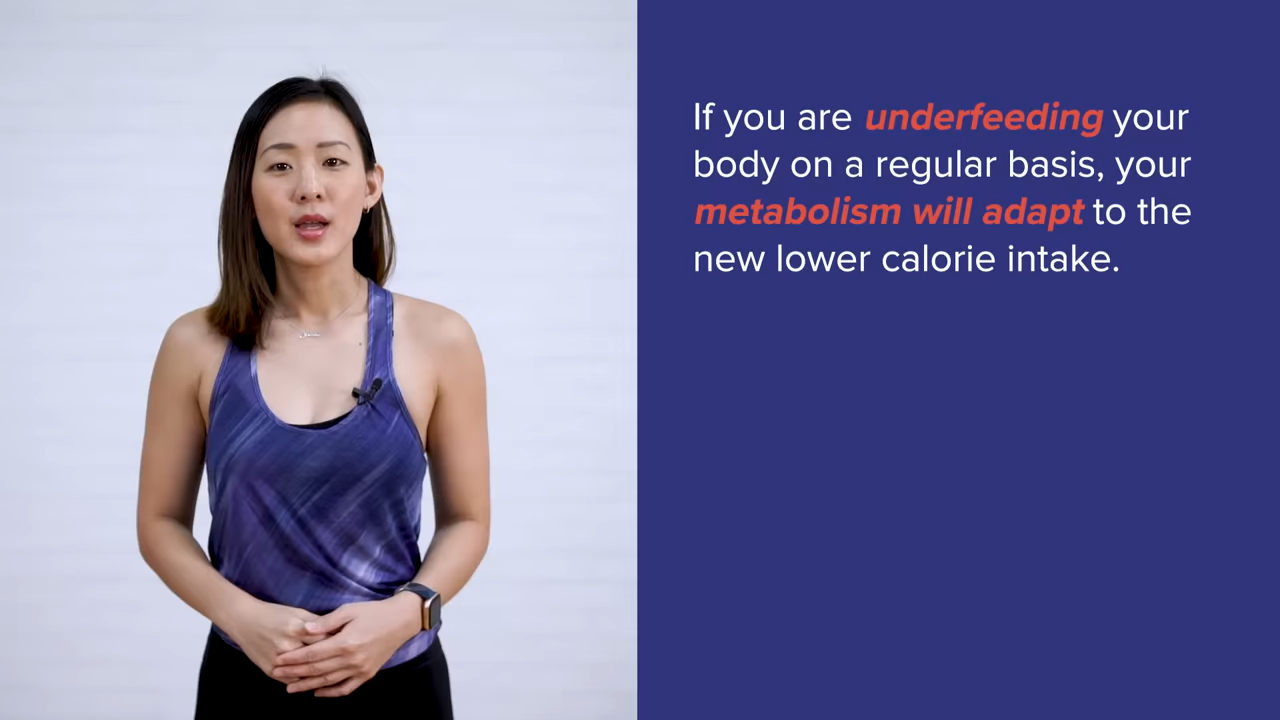 If you are underfeeding your
body on a regular basis, your
metabolism will adapt to the
new lower calorie intake.